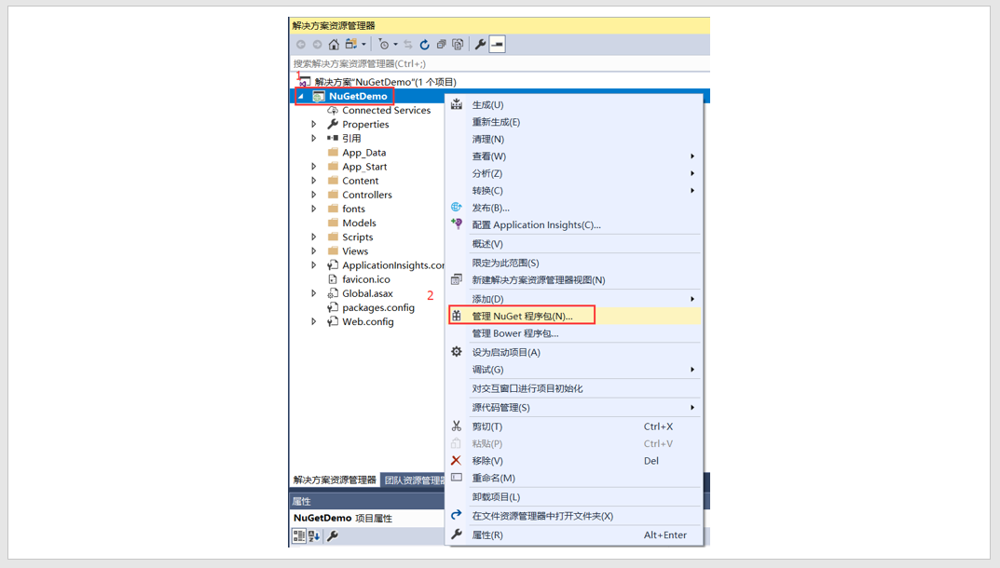 解决方案资源管理器
搜索解决方案资源管理器(Ctrl+;)
1
解决方案"NuGetDemo"(1 个项目)
NuGetDemo
Connected Services
Properties
引用
App_Data
App_Start
Content
Controllers
fonts
Models
Scripts
Views
ApplicationInsights.con
favicon.ico
Global.asax
packages.config
Web.config
2
生成(U)
重新生成(E)
清理(N)
查看(W)
分析(Z)
转换(C)
发布(B)...
配置 Application Insights(C)...
概述(V)
限定为此范围(S)
新建解决方案资源管理器视图(N)
添加(D)
管理 NuGet 程序包(N)...
管理 Bower 程序包...
设为启动项目(A)
调试(G)
对交互窗口进行项目初始化
源代码管理(S)
剪切(T) Ctrl+X
粘贴(P) Ctrl+V
移除(V) Del
重命名(M)
卸载项目(L)
在文件资源管理器中打开文件夹(X)
属性(R) Alt+Enter
解决方案资源管理器 团队资源管理器
属性
NuGetDemo 项目属性